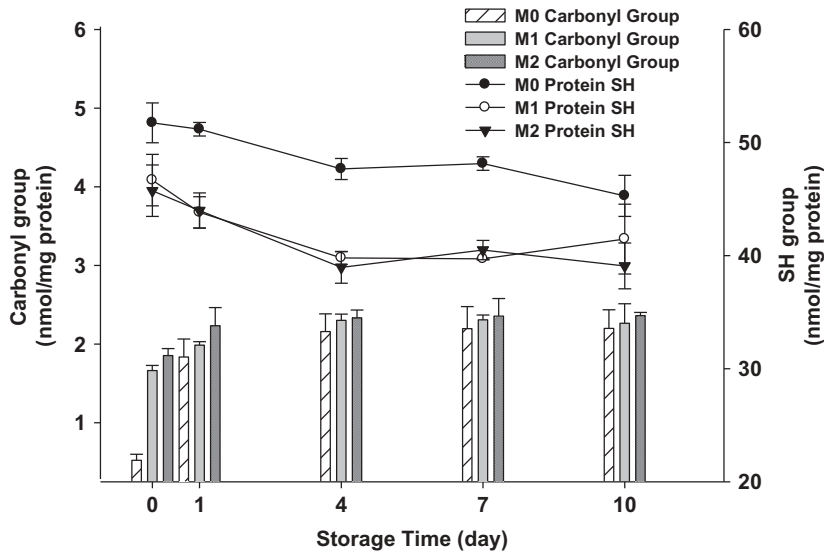 M0 Carbonyl Group
M1 Carbonyl Group
M2 Carbonyl Group
M0 Protein SH
M1 Protein SH
M2 Protein SH
6
5
4
3
2
1
Carbonyl group
(nmol/mg protein)
60
50
40
30
20
SH group
(nmol/mg protein)
0 1 4 7 10
Storage Time (day)